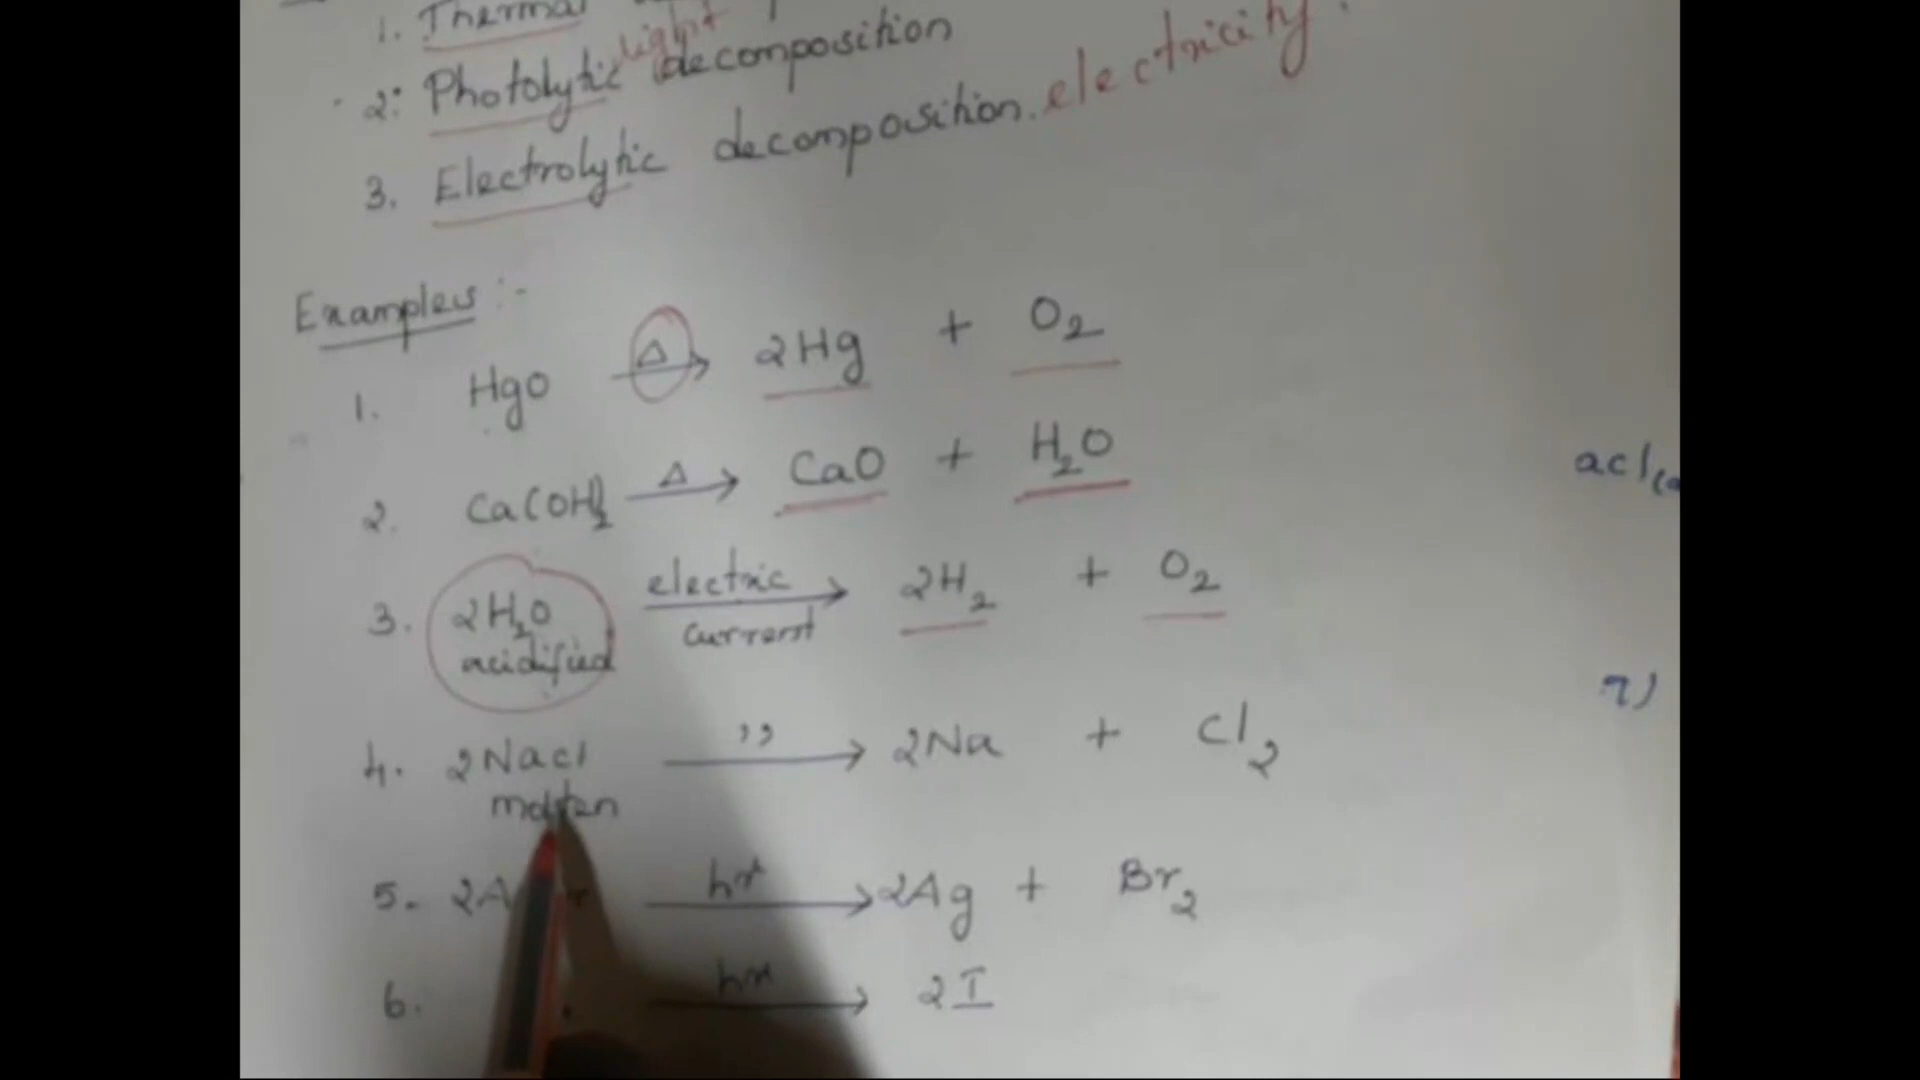 1. Thermal
light
2. Photolytic decomposition
3. Electrolytic decomposition. electricity.
Examples :-
1. HgO Δ→ 2Hg + O₂
2. Ca(OH)₂ Δ→ CaO + H₂O
3. 2H₂O acidified electric current → 2H₂ + O₂
4. 2Nacl molten ,, → 2Na + Cl₂
5. 2A r hν → 2Ag + Br₂
6. hν → 2I
7)